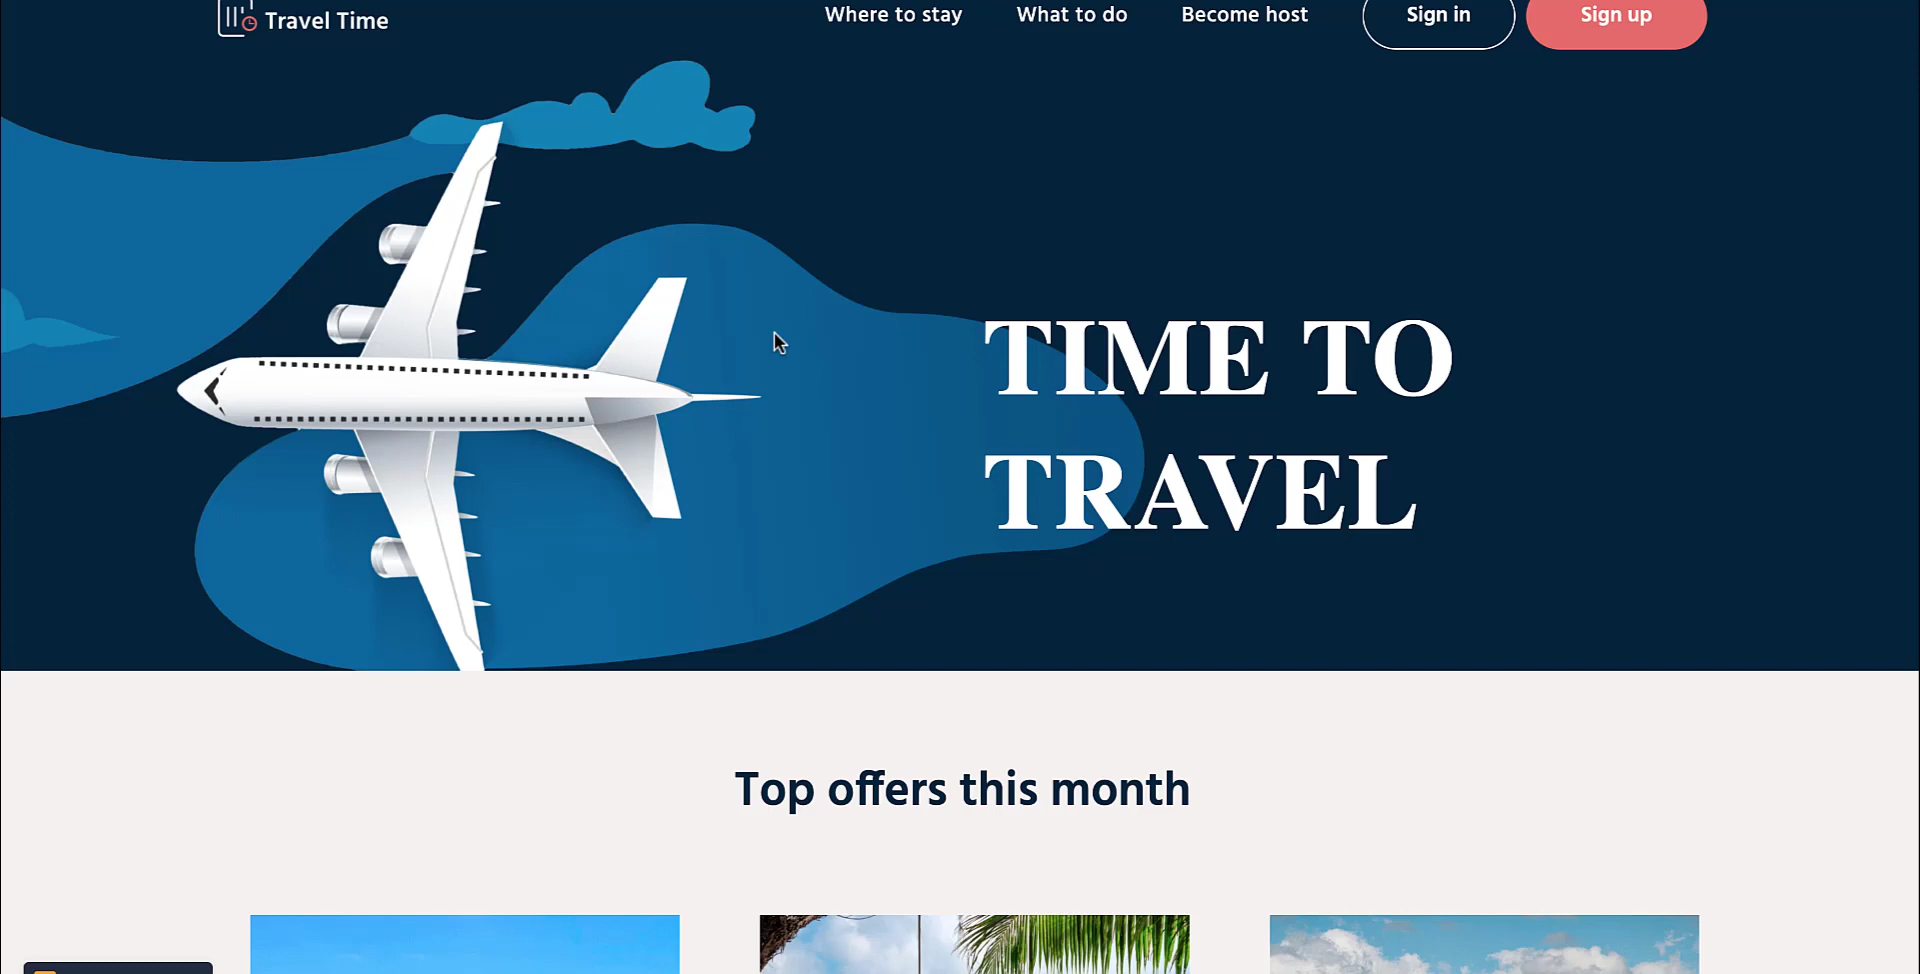 Travel Time
Where to stay
What to do
Become host
Sign in
Sign up
TIME TO
TRAVEL
Top offers this month